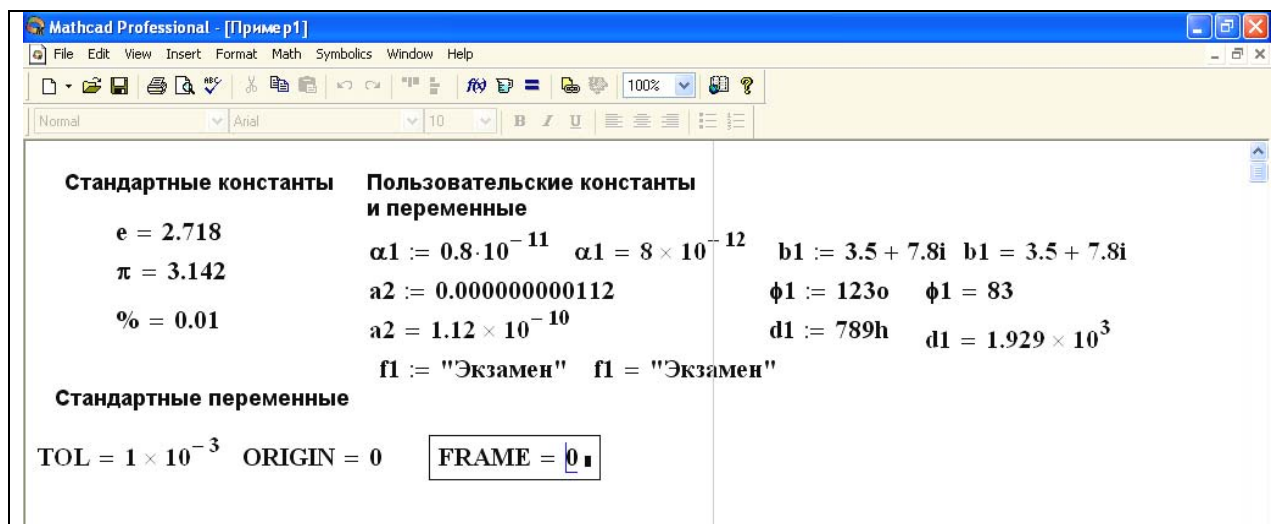 Mathcad Professional - [Пример1]
File Edit View Insert Format Math Symbolics Window Help
100%
Normal Arial 10 B I U
Стандартные константы
e = 2.718
π = 3.142
% = 0.01
Пользовательские константы
и переменные
α1 := 0.8·10⁻¹¹ α1 = 8 × 10⁻¹² b1 := 3.5 + 7.8i b1 = 3.5 + 7.8i
a2 := 0.000000000112 ϕ1 := 123o ϕ1 = 83
a2 = 1.12 × 10⁻¹⁰ d1 := 789h d1 = 1.929 × 10³
f1 := "Экзамен" f1 = "Экзамен"
Стандартные переменные
TOL = 1 × 10⁻³ ORIGIN = 0 FRAME = 0